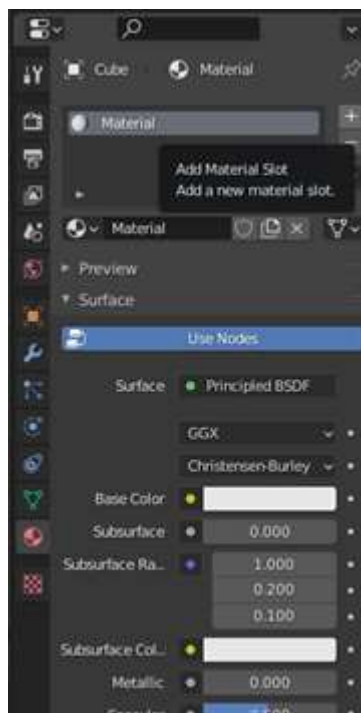 Cube Material
Material
Add Material Slot
Add a new material slot.
Material
Preview
Surface
Use Nodes
Surface Principled BSDF
GGX
Christensen-Burley
Base Color
Subsurface 0.000
Subsurface Ra... 1.000
0.200
0.100
Subsurface Col...
Metallic 0.000